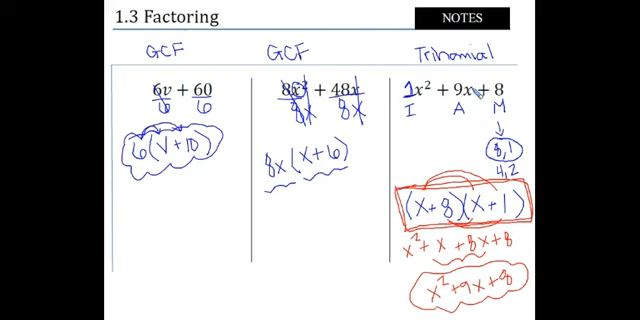 1.3 Factoring
NOTES
GCF
GCF
Trinomial
6v + 60
6 6
6(v+10)
8x² + 48x
8x 8x
8x(x+6)
1x² + 9x + 8
I A M
8,1
4,2
(x+8)(x+1)
x²+x+8x+8
x²+9x+8